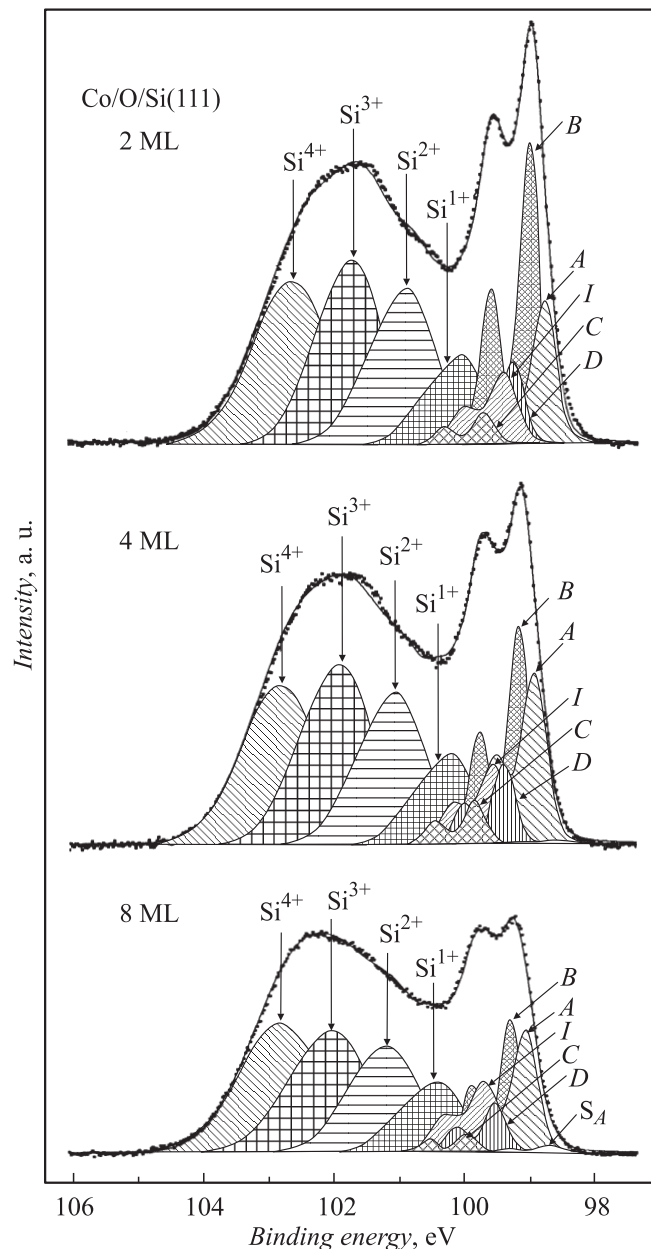 Co/O/Si(111)
2 ML
Si⁴⁺
Si³⁺
Si²⁺
Si¹⁺
B
A
I
C
D
4 ML
Si⁴⁺
Si³⁺
Si²⁺
Si¹⁺
B
A
I
C
D
8 ML
Si⁴⁺
Si³⁺
Si²⁺
Si¹⁺
B
A
I
C
D
S_A
Intensity, a. u.
106 104 102 100 98
Binding energy, eV